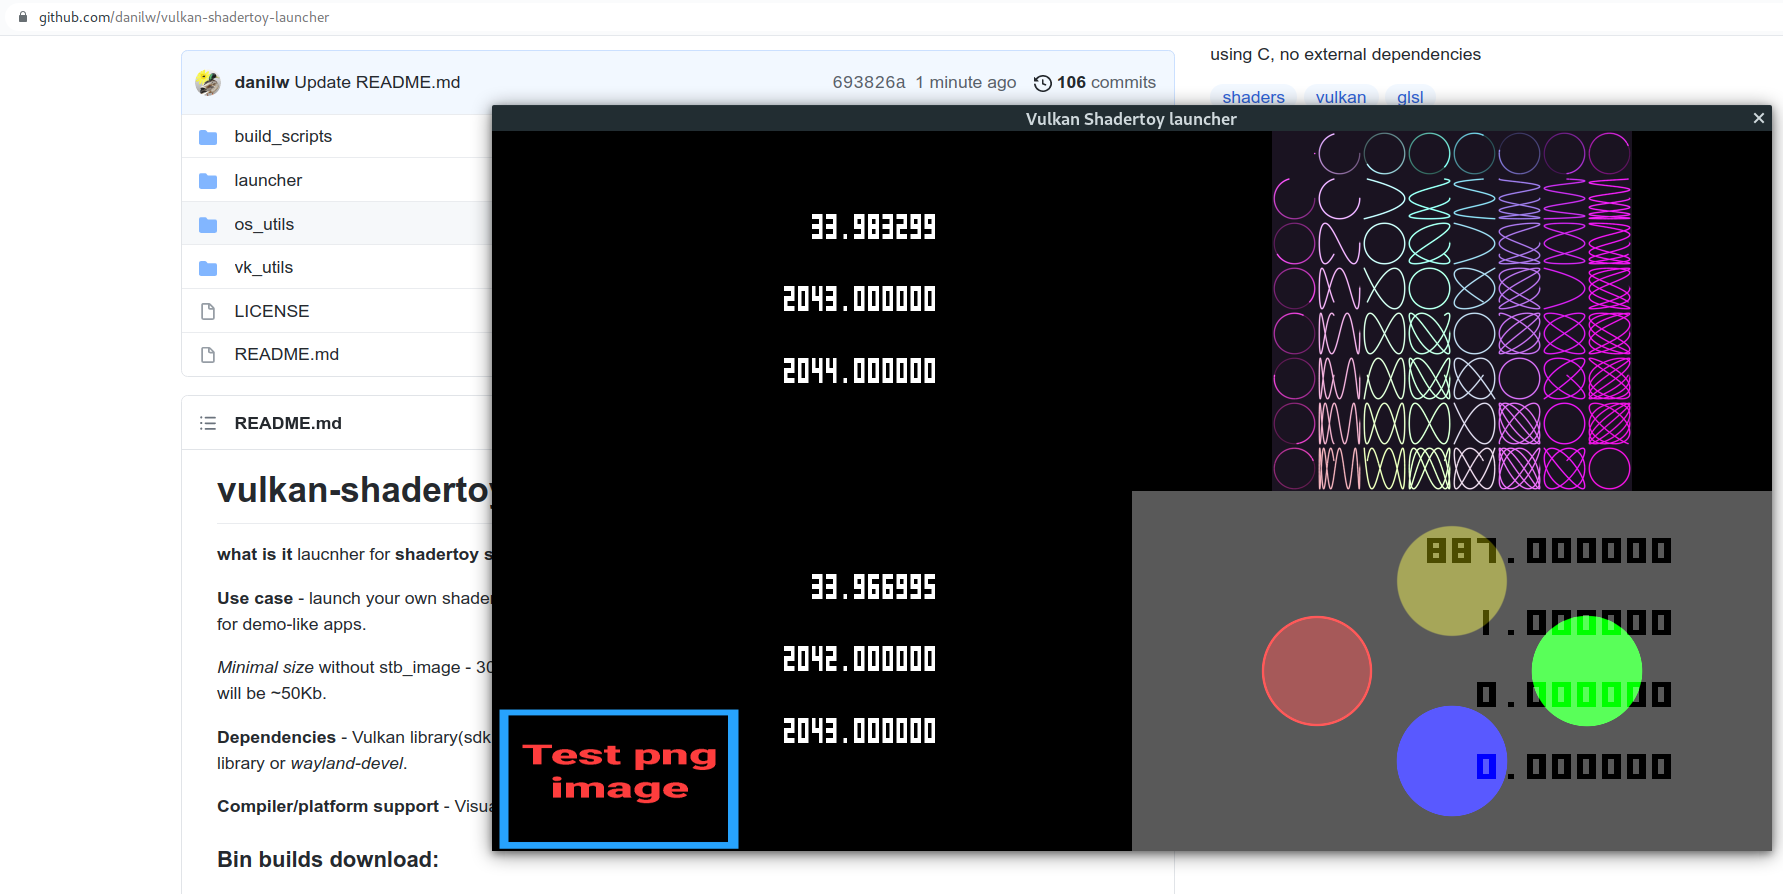 github.com/danilw/vulkan-shadertoy-launcher
using C, no external dependencies
danilw Update README.md 693826a 1 minute ago 106 commits
shaders vulkan glsl
Vulkan Shadertoy launcher
build_scripts
launcher
os_utils
vk_utils
LICENSE
README.md
README.md
vulkan-shadertoy
what is it laucnher for shadertoy s
Use case - launch your own shader
for demo-like apps.
Minimal size without stb_image - 30
will be ~50Kb.
Dependencies - Vulkan library(sdk
library or wayland-devel.
Compiler/platform support - Visua
Bin builds download:
33.983299
2043.000000
2044.000000
33.966995
2042.000000
2043.000000
Test png
image
887.000000
1.000000
0.000000
0.000000